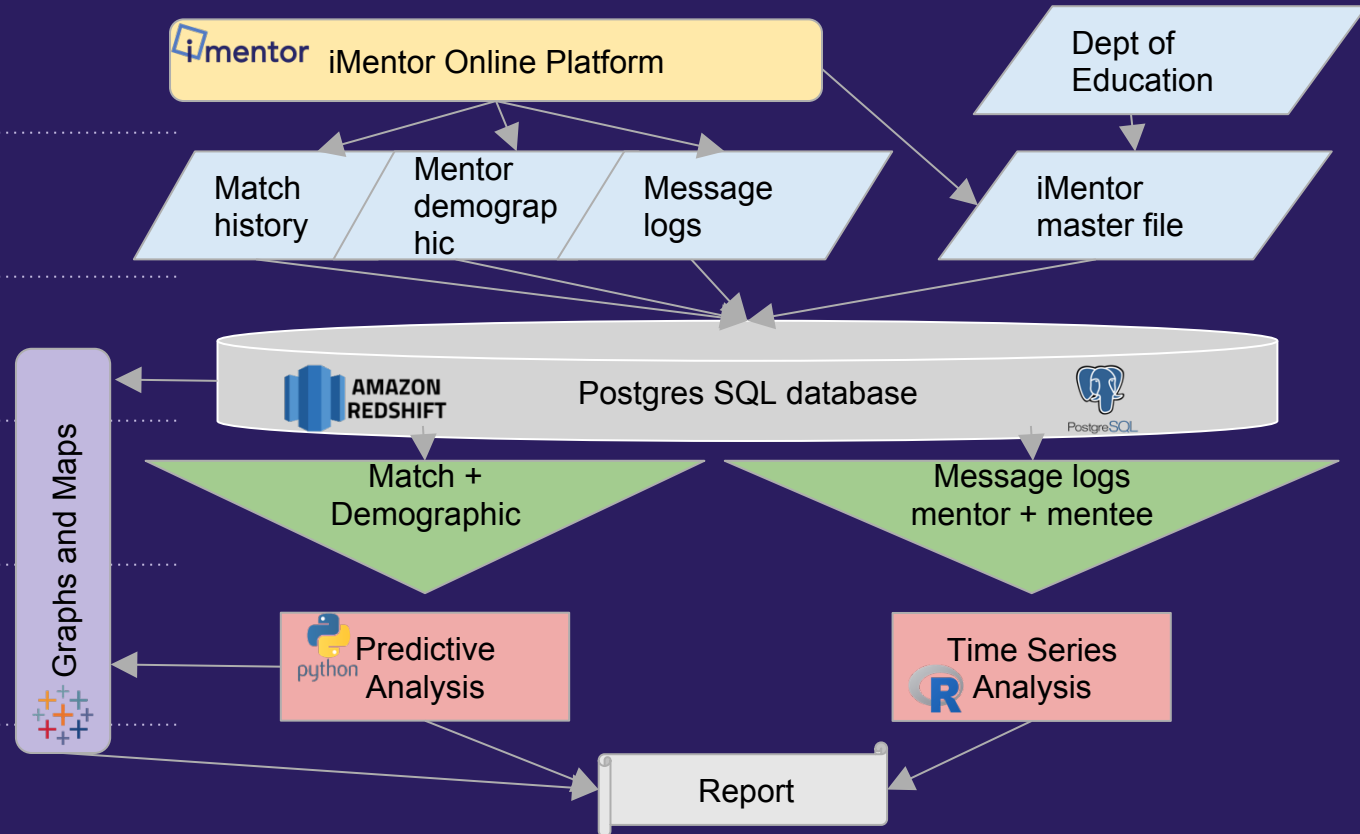 imentor
iMentor Online Platform
Dept of
Education
Match
history
Mentor
demograp
hic
Message
logs
iMentor
master file
AMAZON
REDSHIFT
Postgres SQL database
PostgreSQL
Graphs and Maps
Match +
Demographic
Message logs
mentor + mentee
python
Predictive
Analysis
R
Time Series
Analysis
Report